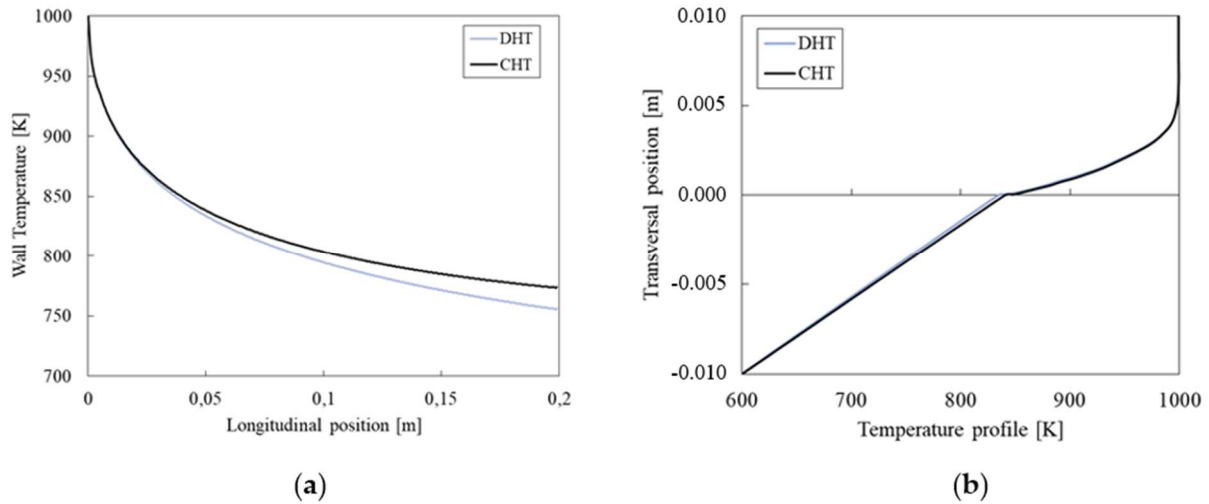 1000
950
900
850
800
750
700
Wall Temperature [K]
DHT
CHT
0
0,05
0,1
0,15
0,2
Longitudinal position [m]
(a)
0.010
0.005
0.000
-0.005
-0.010
Transversal position [m]
DHT
CHT
600
700
800
900
1000
Temperature profile [K]
(b)